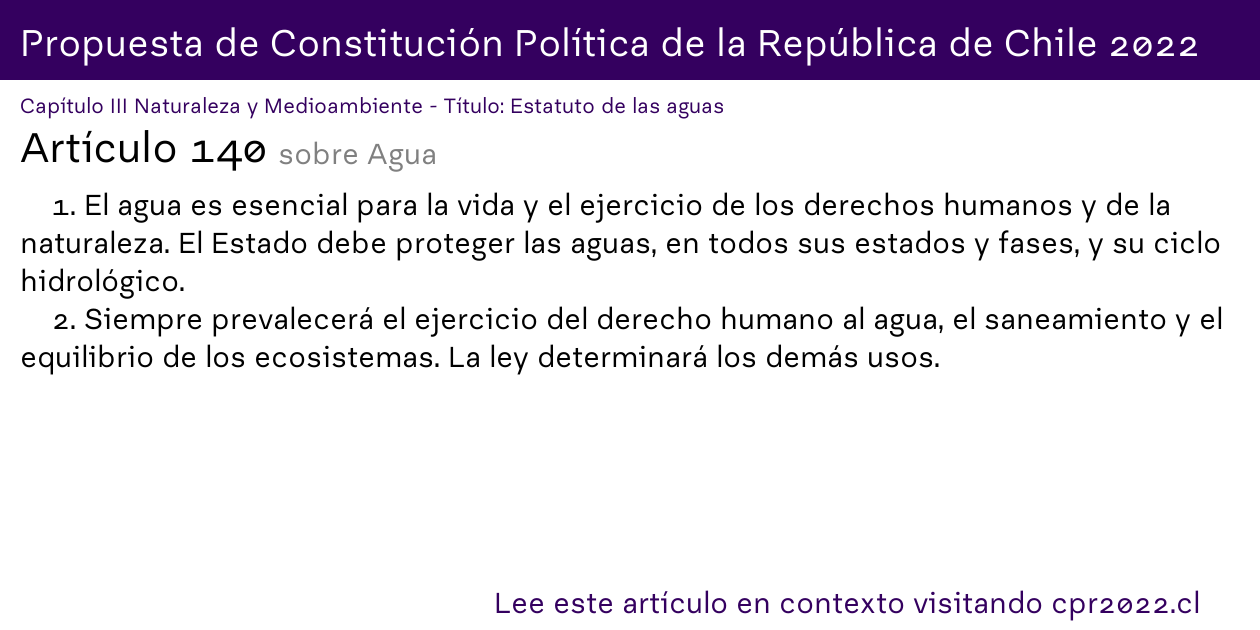 Propuesta de Constitución Política de la República de Chile 2022
Capítulo III Naturaleza y Medioambiente - Título: Estatuto de las aguas
Artículo 140 sobre Agua
1. El agua es esencial para la vida y el ejercicio de los derechos humanos y de la
naturaleza. El Estado debe proteger las aguas, en todos sus estados y fases, y su ciclo
hidrológico.
2. Siempre prevalecerá el ejercicio del derecho humano al agua, el saneamiento y el
equilibrio de los ecosistemas. La ley determinará los demás usos.
Lee este artículo en contexto visitando cpr2022.cl